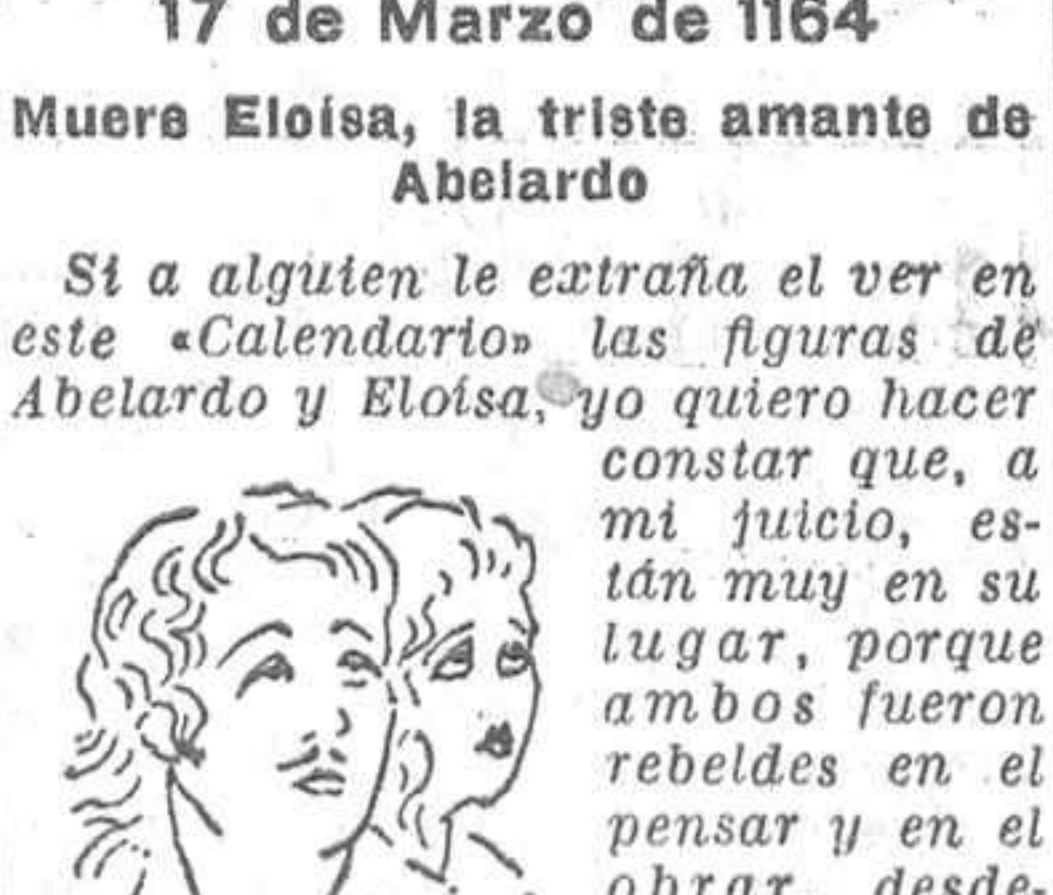 17 de Marzo de 1164
Muere Eloísa, la triste amante de
Abelardo
Si a alguien le extraña el ver en
este «Calendario» las figuras de
Abelardo y Eloísa, yo quiero hacer
constar que, a
mi juicio, es-
tán muy en su
lugar, porque
ambos fueron
rebeldes en el
pensar y en el
obrar, desde-